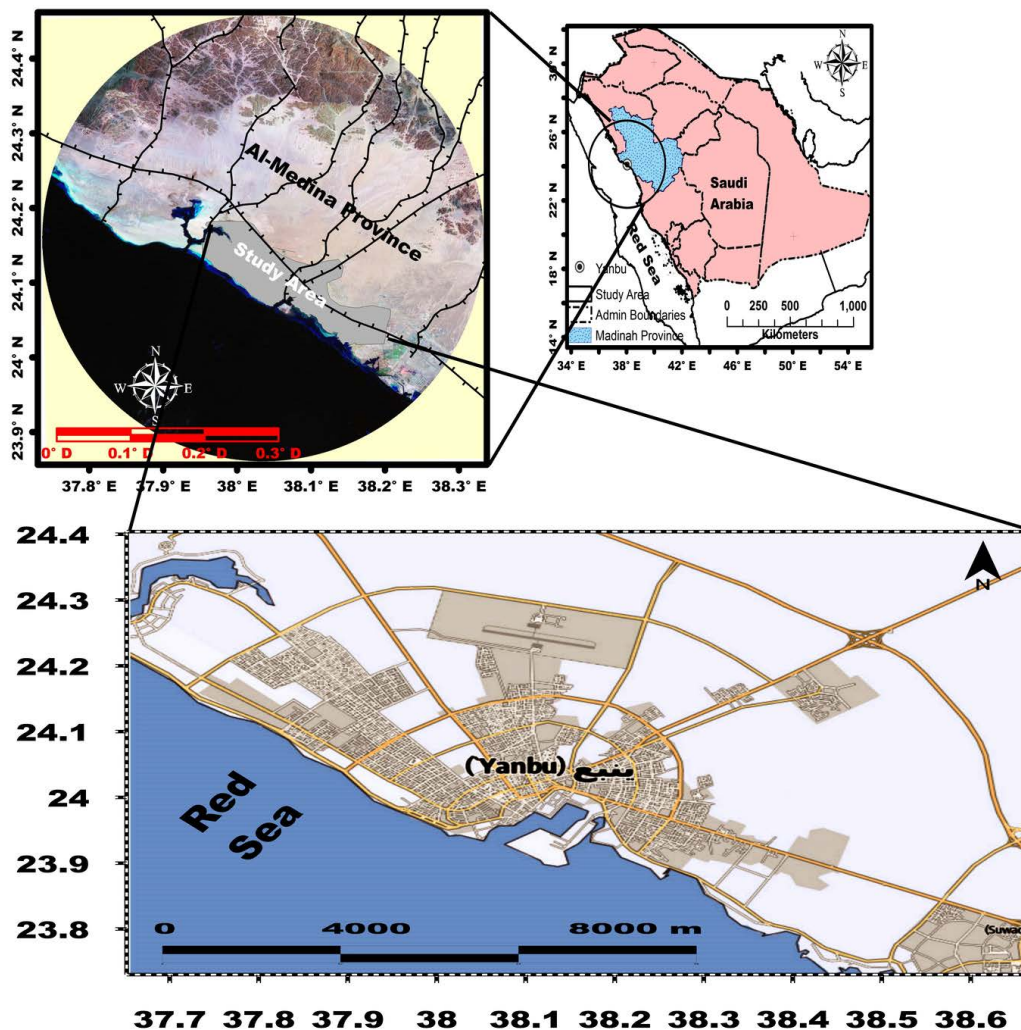 24.4° N
24.3° N
24.2° N
24.1° N
24° N
23.9° N
Al-Medina Province
Study Area
N
W E
S
0° D 0.1° D 0.2° D 0.3° D
37.8° E 37.9° E 38° E 38.1° E 38.2° E 38.3° E
30° N
26° N
22° N
18° N
14° N
N
W E
S
Saudi
Arabia
Red Sea
Yanbu
Study Area
Admin Boundaries
Madinah Province
0 250 500 1,000
Kilometers
34° E 38° E 42° E 48° E 50° E 54° E
24.4
24.3
24.2
24.1
24
23.9
23.8
N
(Yanbu) ينبع
Red
Sea
(Suwac
0 4000 8000 m
37.7 37.8 37.9 38 38.1 38.2 38.3 38.4 38.5 38.6